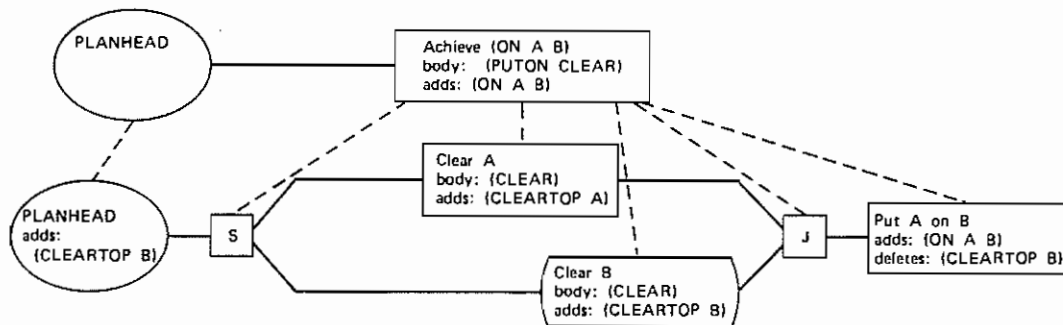 PLANHEAD
Achieve (ON A B)
body: (PUTON CLEAR)
adds: (ON A B)
Clear A
body: (CLEAR)
adds: (CLEARTOP A)
PLANHEAD
adds:
(CLEARTOP B)
S
J
Put A on B
adds: (ON A B)
deletes: (CLEARTOP B)
Clear B
body: (CLEAR)
adds: (CLEARTOP B)